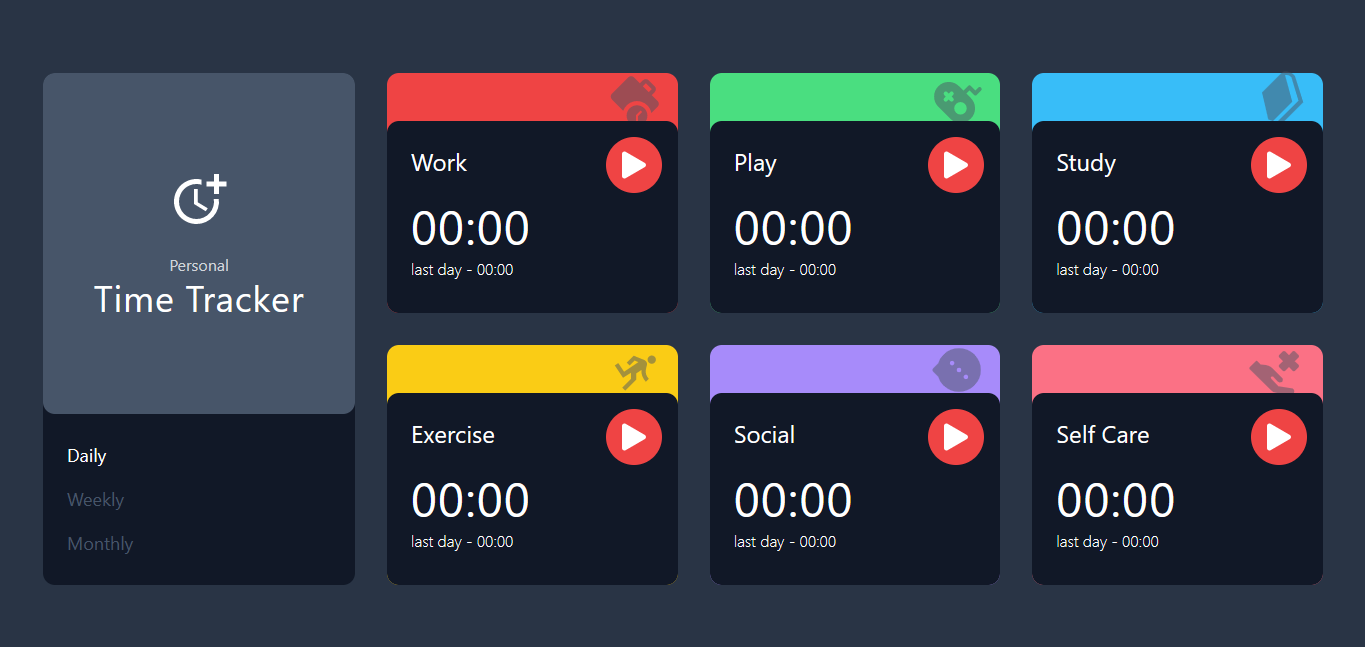 Personal
Time Tracker
Daily
Weekly
Monthly
Work
00:00
last day - 00:00
Play
00:00
last day - 00:00
Study
00:00
last day - 00:00
Exercise
00:00
last day - 00:00
Social
00:00
last day - 00:00
Self Care
00:00
last day - 00:00